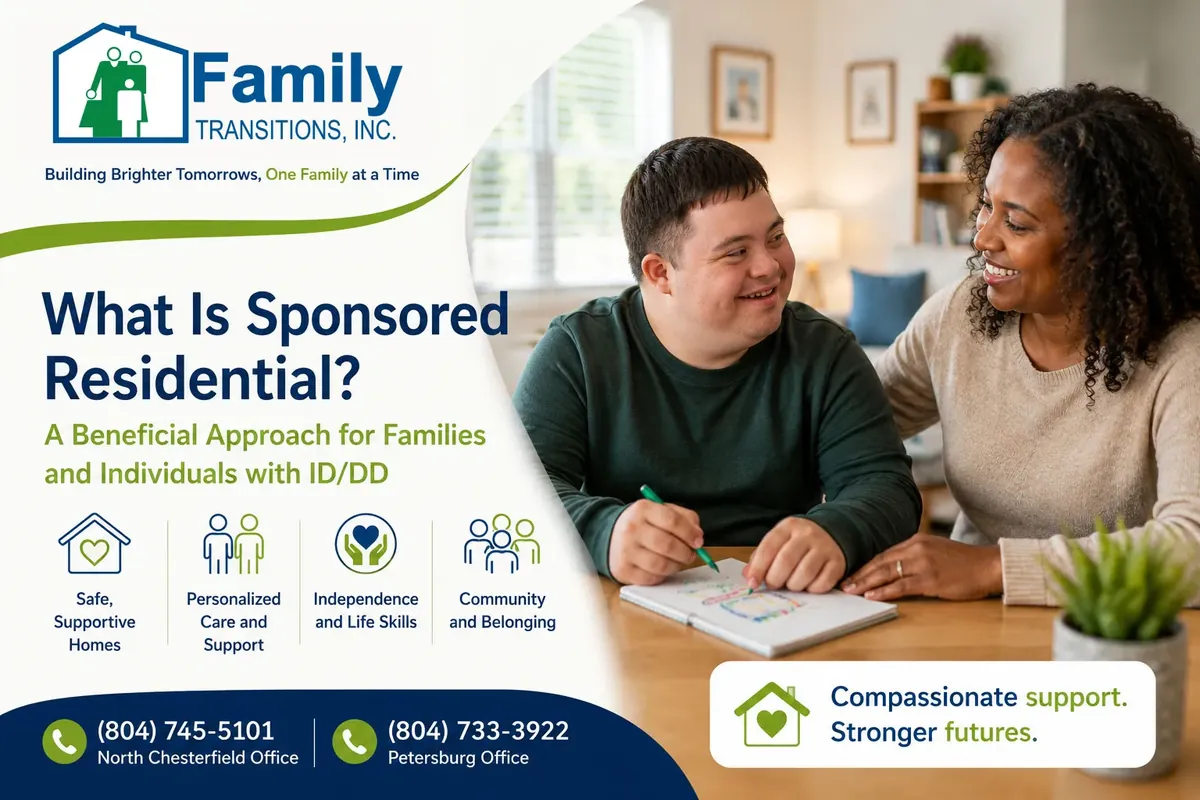 Family
TRANSITIONS, INC.
Building Brighter Tomorrows, One Family at a Time
What Is Sponsored
Residential?
A Beneficial Approach for Families
and Individuals with ID/DD
Safe,
Supportive
Homes
Personalized
Care and
Support
Independence
and Life Skills
Community
and Belonging
(804) 745-5101
North Chesterfield Office
(804) 733-3922
Petersburg Office
Compassionate support.
Stronger futures.